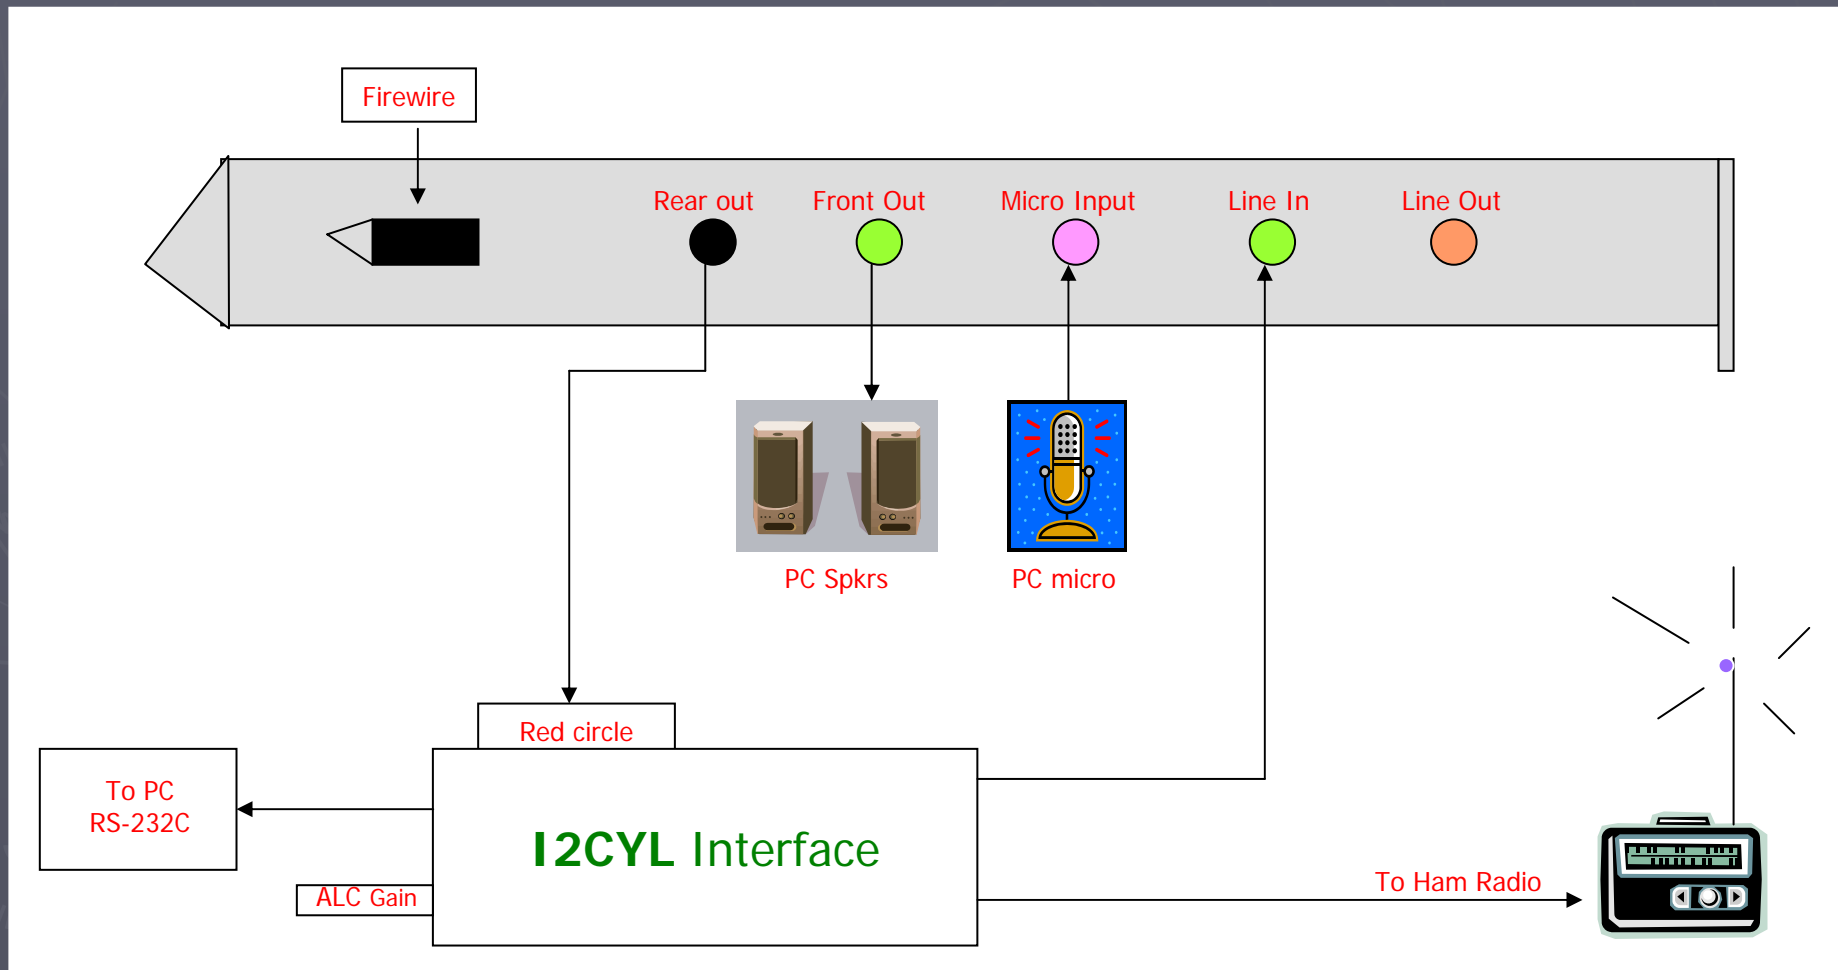 Firewire
Rear out
Front Out
Micro Input
Line In
Line Out
PC Spkrs
PC micro
Red circle
To PC
RS-232C
I2CYL Interface
ALC Gain
To Ham Radio